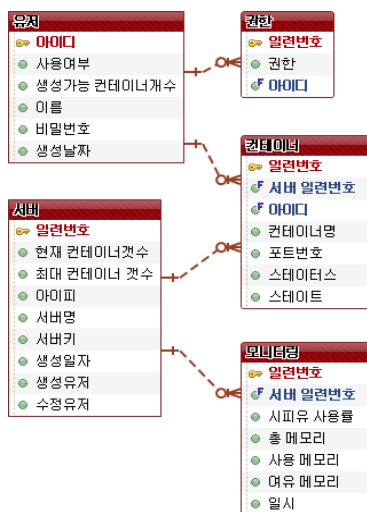 유저
아이디
사용여부
생성가능 컨테이너개수
이름
비밀번호
생성날짜
권한
일련번호
권한
아이디
컨테이너
일련번호
서버 일련번호
아이디
컨테이너명
포트번호
스테이터스
스테이트
서버
일련번호
현재 컨테이너갯수
최대 컨테이너 갯수
아이피
서버명
서버키
생성일자
생성유저
수정유저
모니터링
일련번호
서버 일련번호
시피유 사용률
총 메모리
사용 메모리
여유 메모리
일시